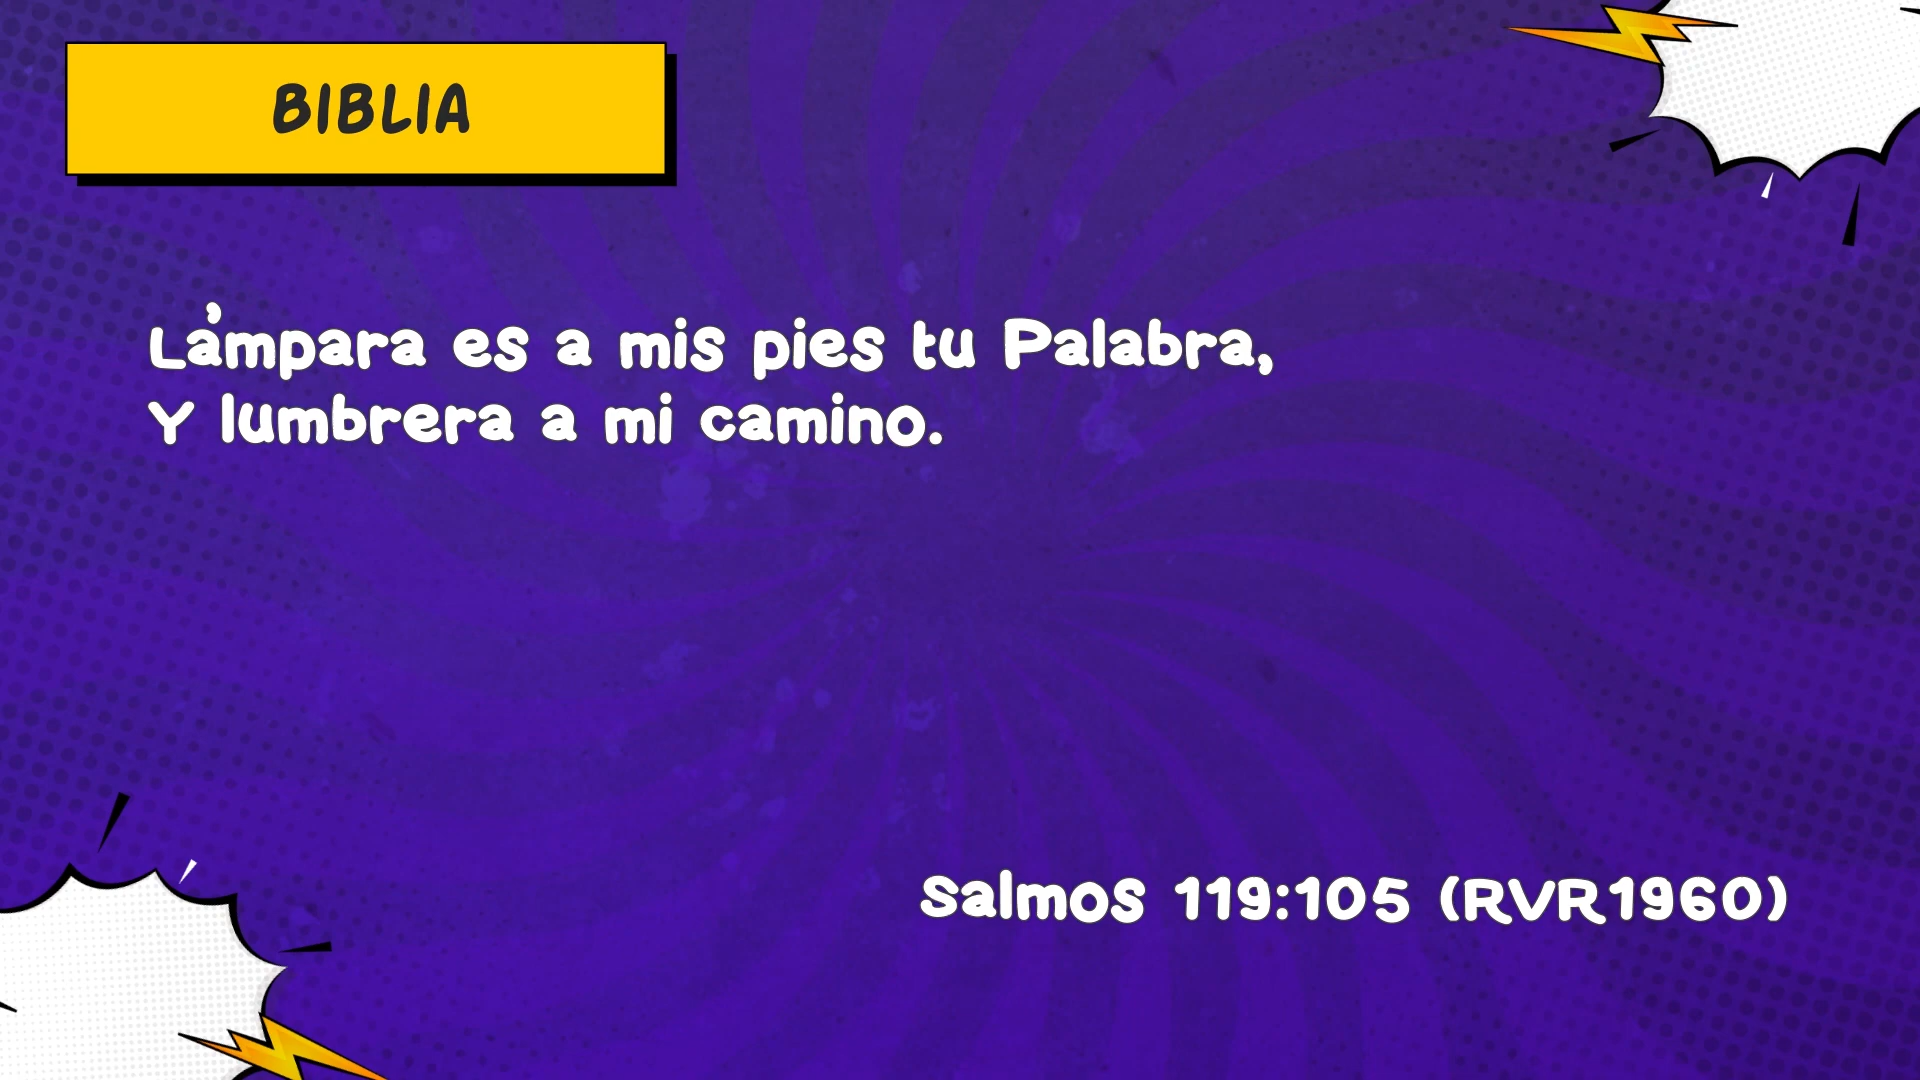 BIBLIA
Lámpara es a mis pies tu Palabra,
Y lumbrera a mi camino.
Salmos 119:105 (RVR1960)